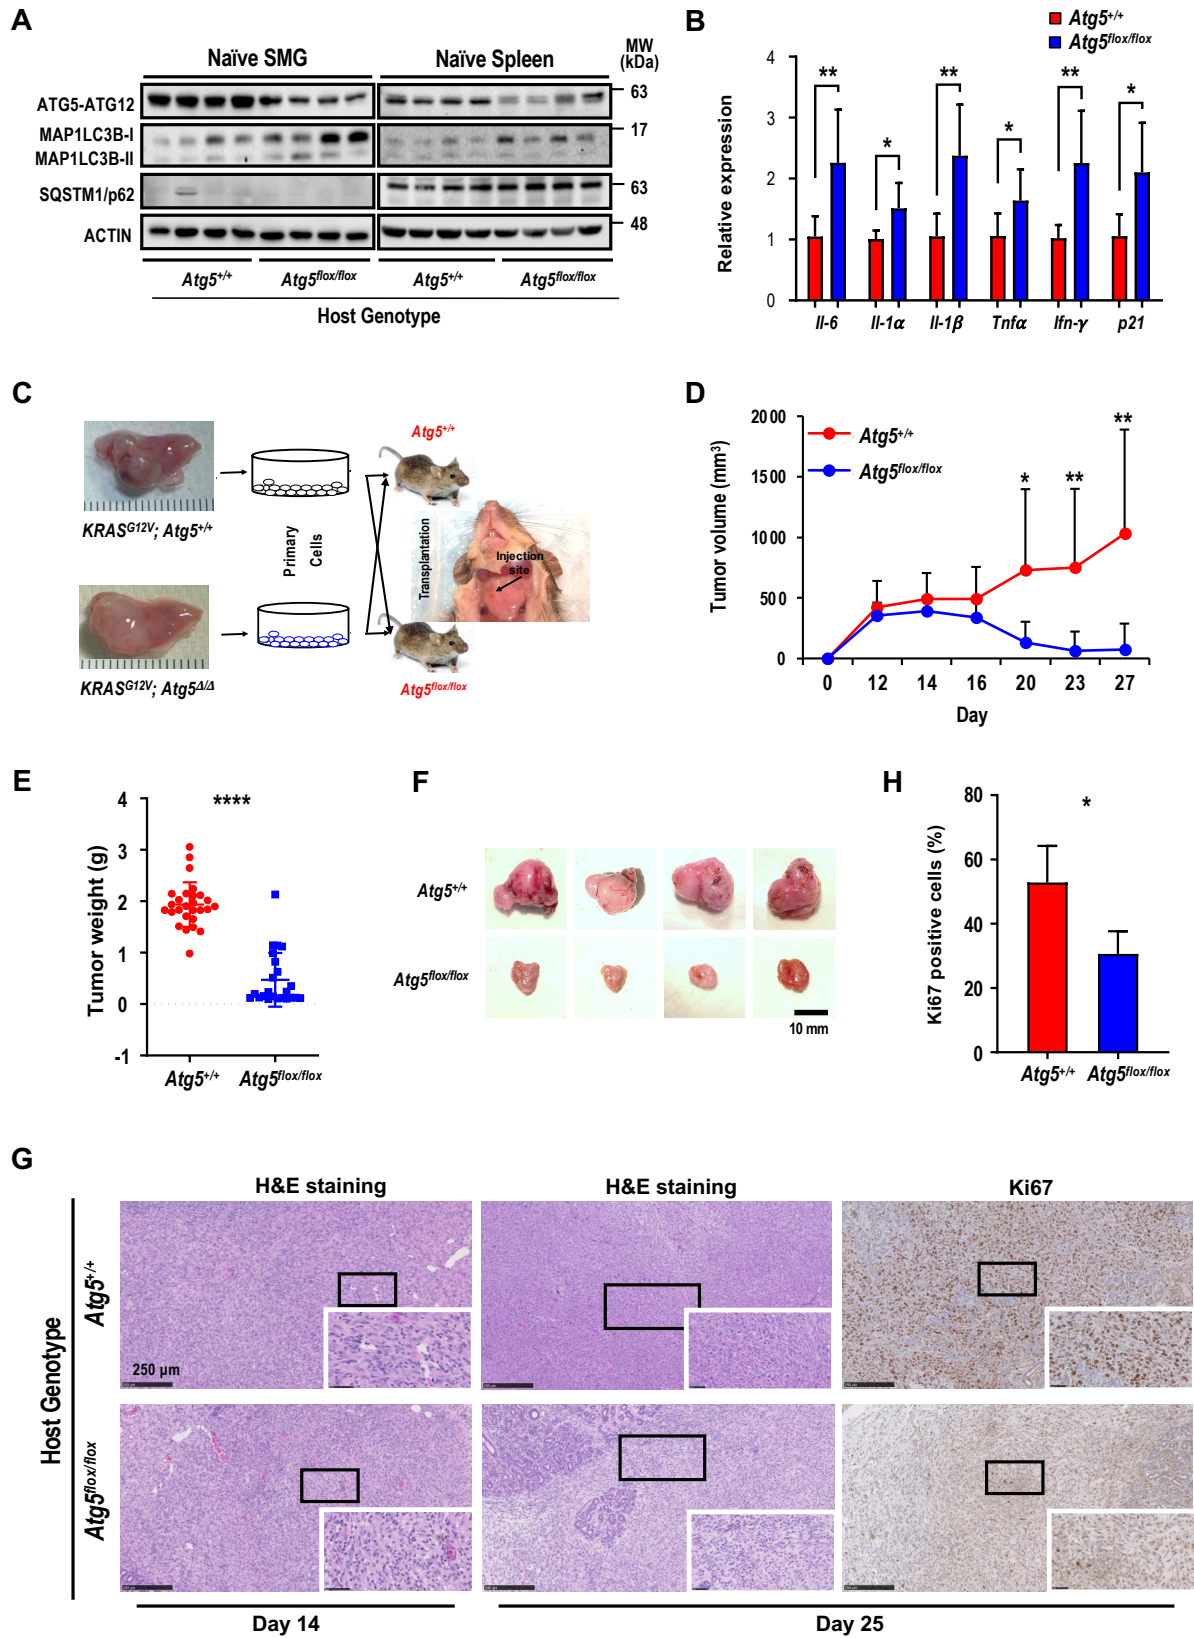 A
Naïve SMG
Naïve Spleen
MW
(kDa)
ATG5-ATG12
63
MAP1LC3B-I
17
MAP1LC3B-II
SQSTM1/p62
63
ACTIN
48
Atg5+/+
Atg5flox/flox
Atg5+/+
Atg5flox/flox
Host Genotype
B
Atg5+/+
Atg5flox/flox
Relative expression
4
3
2
1
0
**
*
**
*
**
*
Il-6
Il-1α
Il-1β
Tnfα
Ifn-γ
p21
C
KRASG12V; Atg5+/+
KRASG12V; Atg5Δ/Δ
Primary
Cells
Atg5+/+
Transplantation
Injection
site
Atg5flox/flox
D
Tumor volume (mm3)
2000
1500
1000
500
0
Atg5+/+
Atg5flox/flox
*
**
**
0
12
14
16
20
23
27
Day
E
Tumor weight (g)
4
3
2
1
0
-1
****
Atg5+/+
Atg5flox/flox
F
Atg5+/+
Atg5flox/flox
10 mm
H
Ki67 positive cells (%)
80
60
40
20
0
*
Atg5+/+
Atg5flox/flox
G
H&E staining
H&E staining
Ki67
Host Genotype
Atg5+/+
Atg5flox/flox
250 µm
Day 14
Day 25